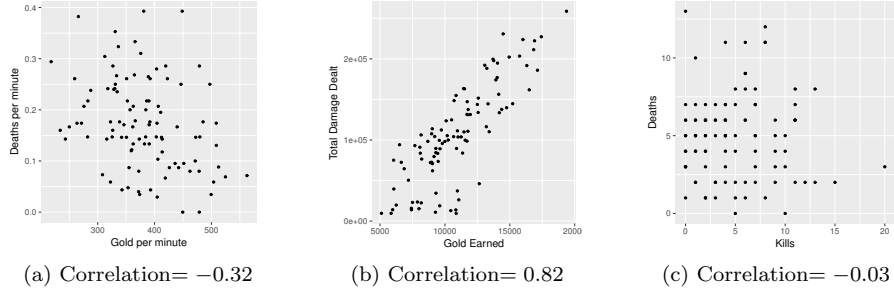 0.4
0.3
0.2
0.1
0.0
Deaths per minute
300
400
500
Gold per minute
(a) Correlation= −0.32
2e+05
1e+05
0e+00
Total Damage Dealt
5000
10000
15000
20000
Gold Earned
(b) Correlation= 0.82
10
5
0
Deaths
0
5
10
15
20
Kills
(c) Correlation= −0.03